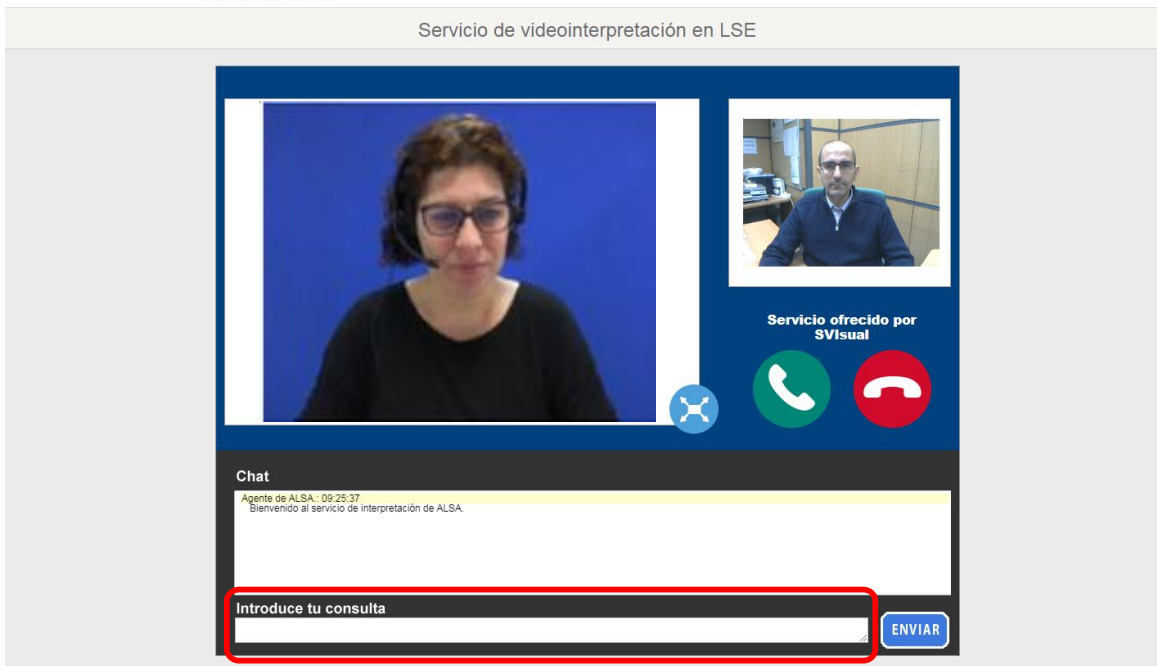 Servicio de videointerpretación en LSE
Servicio ofrecido por
SVIsual
Chat
Agente de ALSA.: 09:25:37
Bienvenido al servicio de interpretación de ALSA.
Introduce tu consulta
ENVIAR